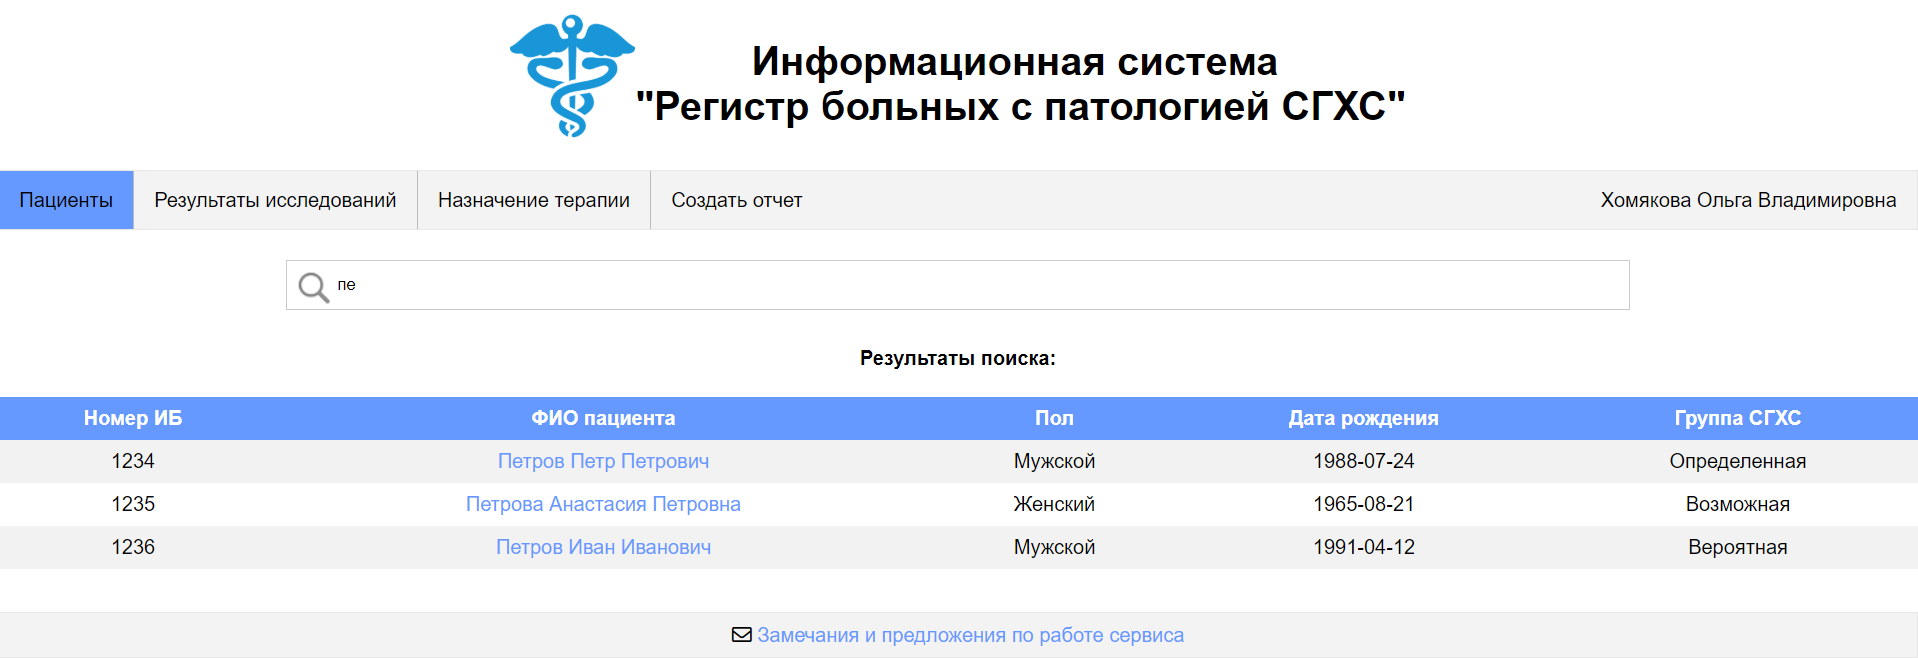 Информационная система
"Регистр больных с патологией СГХС"
Пациенты Результаты исследований Назначение терапии Создать отчет Хомякова Ольга Владимировна
пе
Результаты поиска:
Номер ИБ ФИО пациента Пол Дата рождения Группа СГХС
1234 Петров Петр Петрович Мужской 1988-07-24 Определенная
1235 Петрова Анастасия Петровна Женский 1965-08-21 Возможная
1236 Петров Иван Иванович Мужской 1991-04-12 Вероятная
Замечания и предложения по работе сервиса